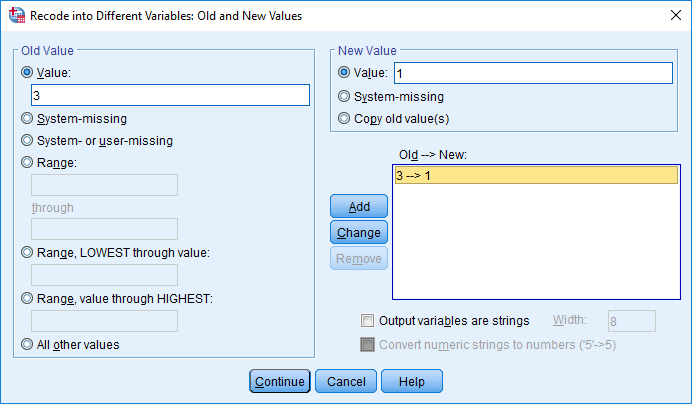 Recode into Different Variables: Old and New Values
Old Value
Value:
3
System-missing
System- or user-missing
Range:
through
Range, LOWEST through value:
Range, value through HIGHEST:
All other values
New Value
Value: 1
System-missing
Copy old value(s)
Old --> New:
3 --> 1
Add
Change
Remove
Output variables are strings Width: 8
Convert numeric strings to numbers ('5'->5)
Continue Cancel Help